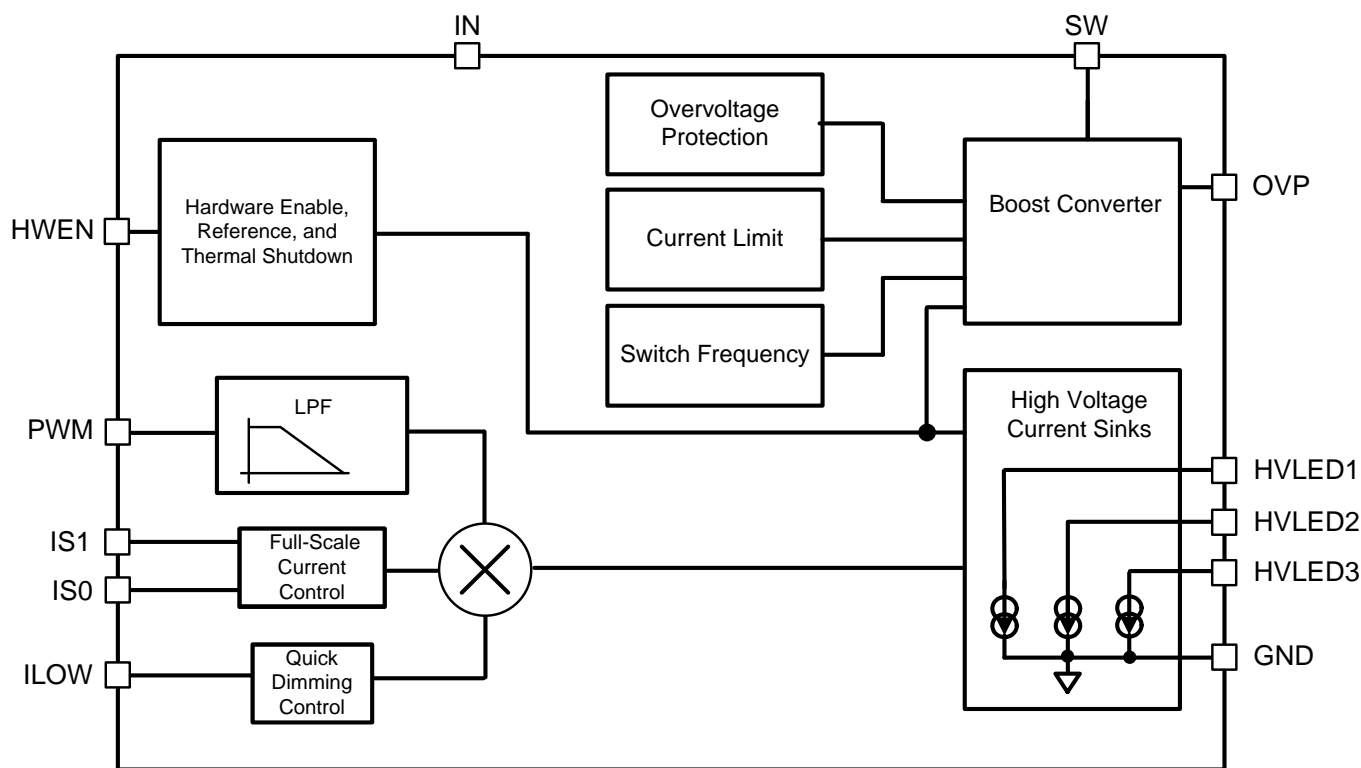 IN
SW
Overvoltage
Protection
Hardware Enable,
Reference, and
Thermal Shutdown
HWEN
Current Limit
Boost Converter
OVP
Switch Frequency
LPF
PWM
High Voltage
Current Sinks
HVLED1
HVLED2
HVLED3
IS1
IS0
Full-Scale
Current
Control
ILOW
Quick
Dimming
Control
GND